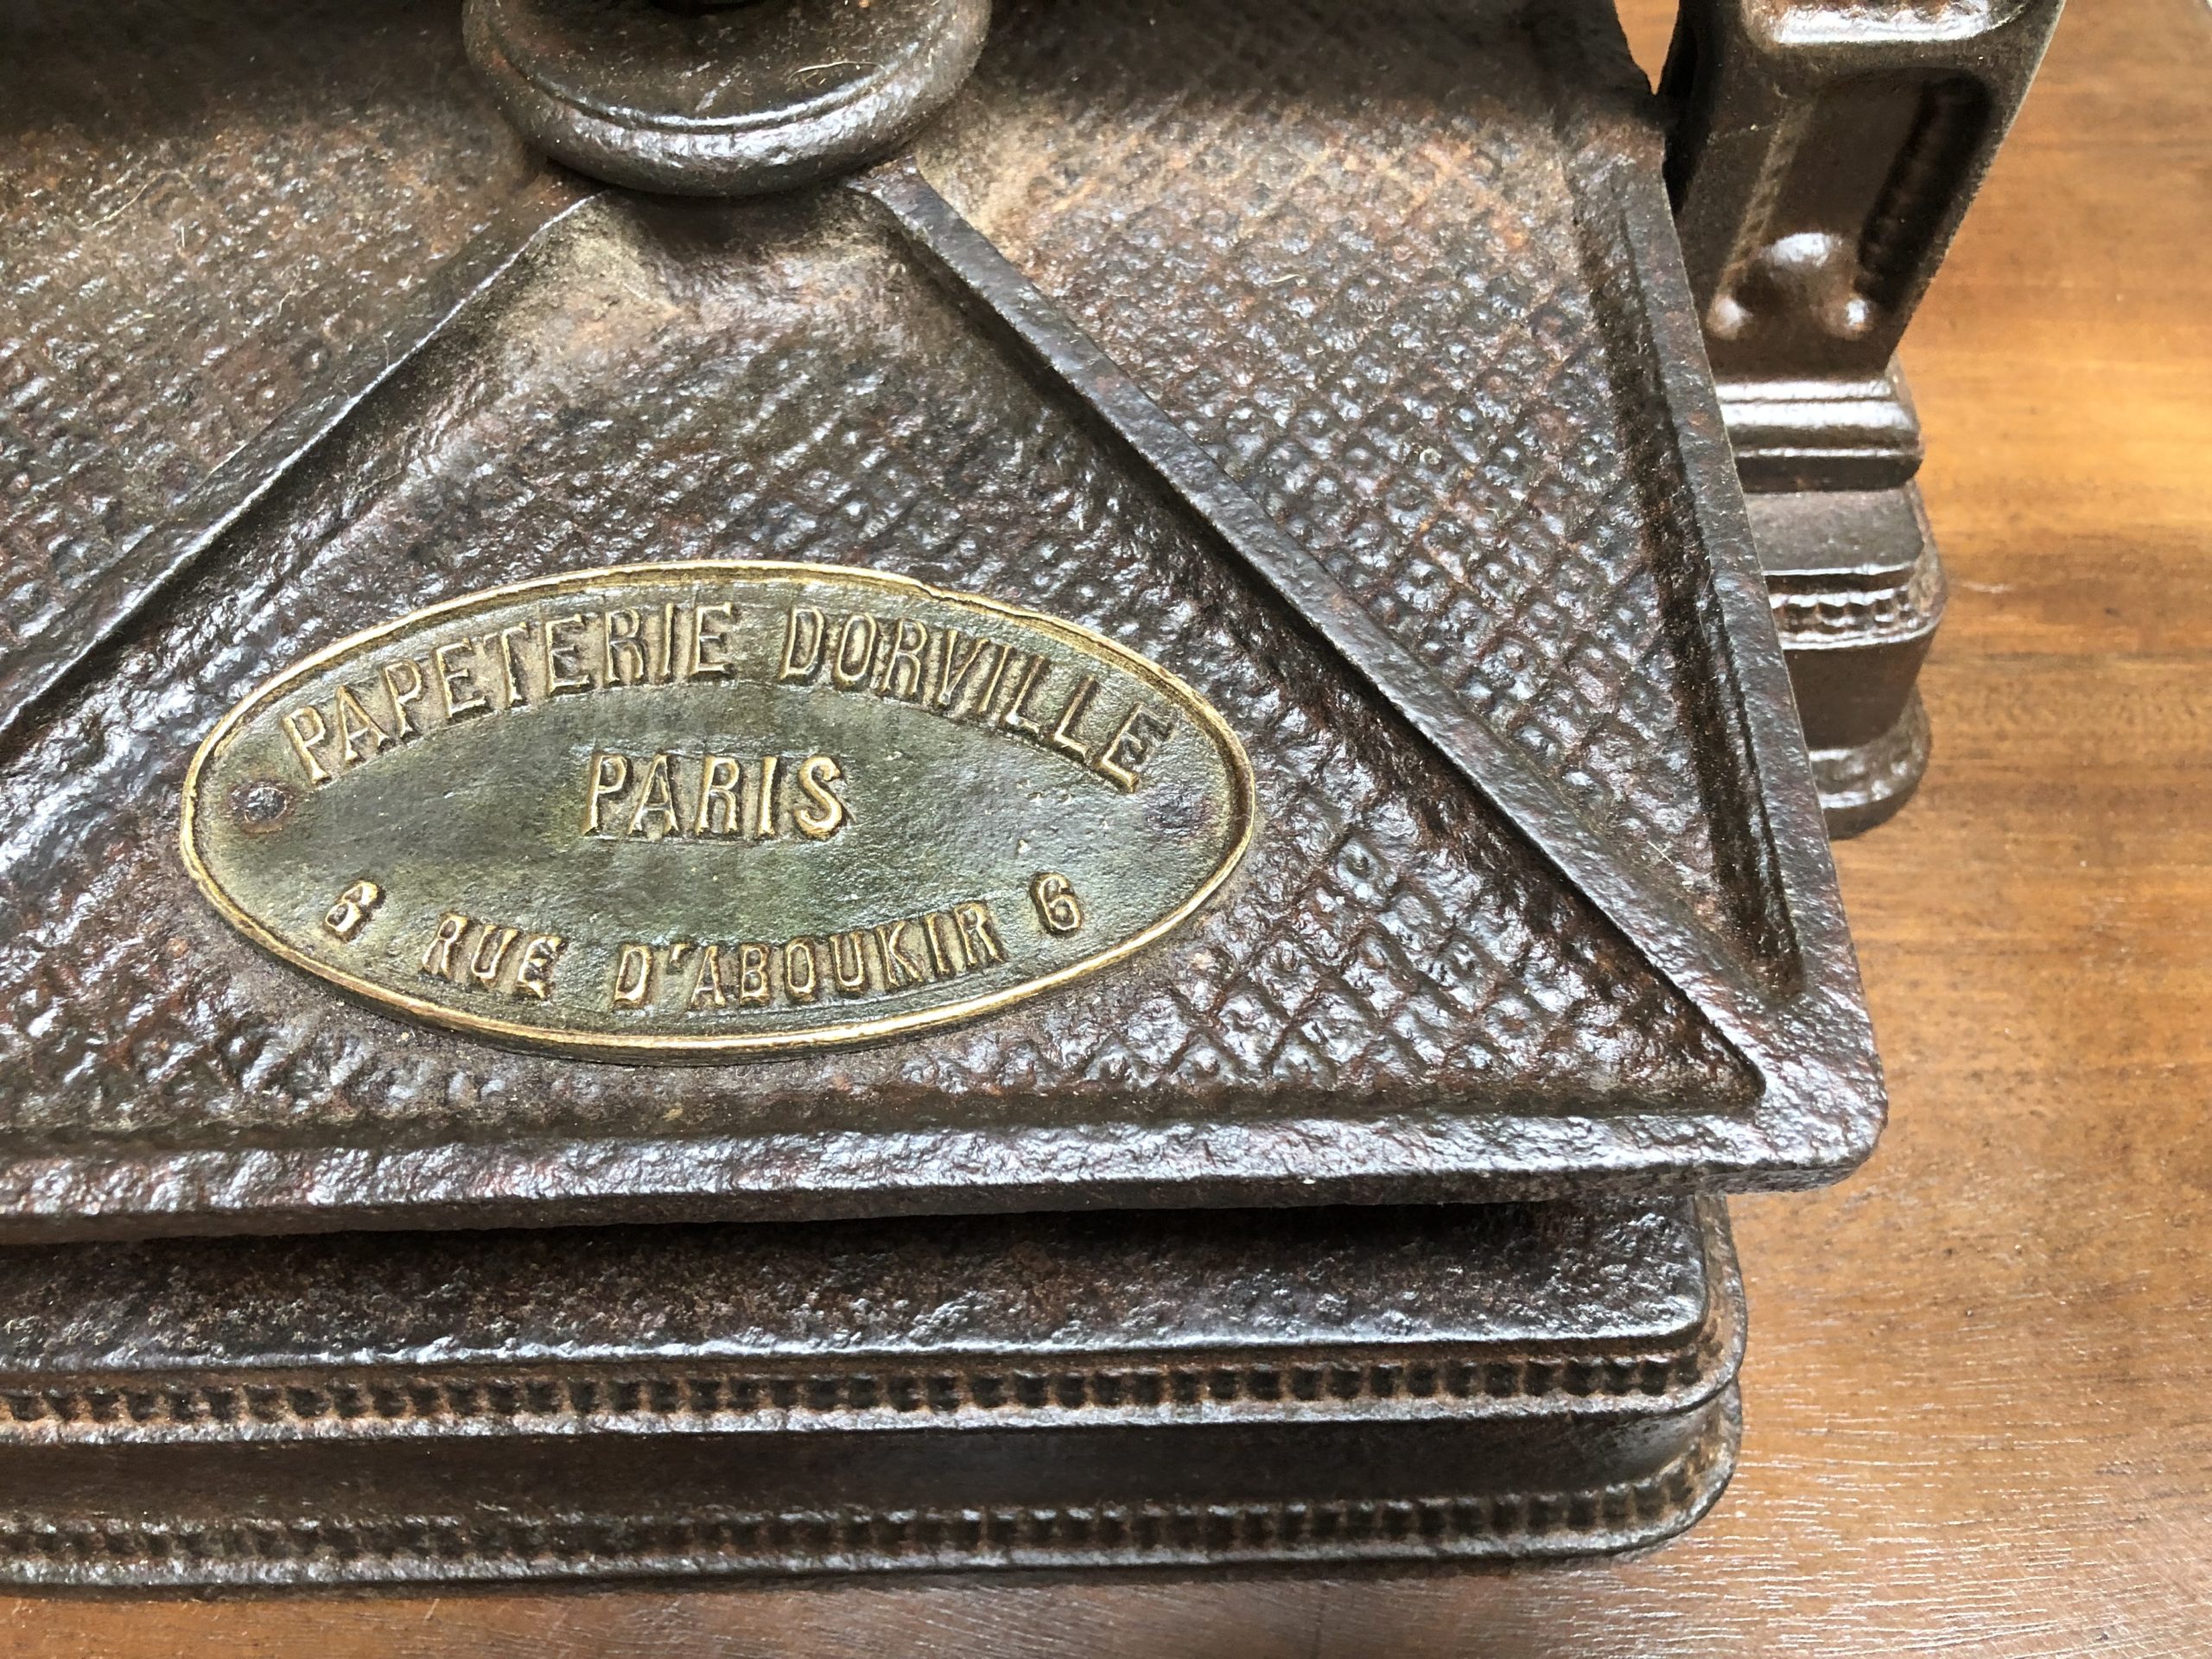 PAPETERIE DORVILLE
PARIS
6 RUE D'ABOUKIR 6